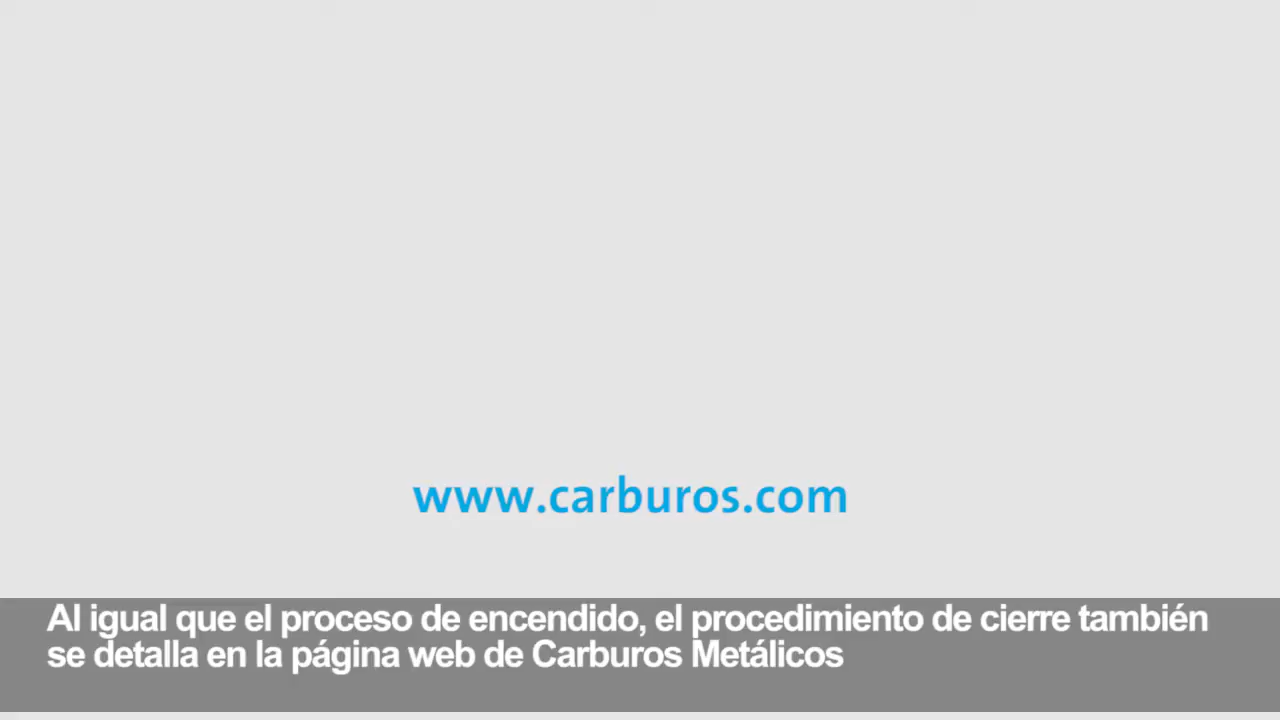 www.carburos.com
Al igual que el proceso de encendido, el procedimiento de cierre también
se detalla en la página web de Carburos Metálicos